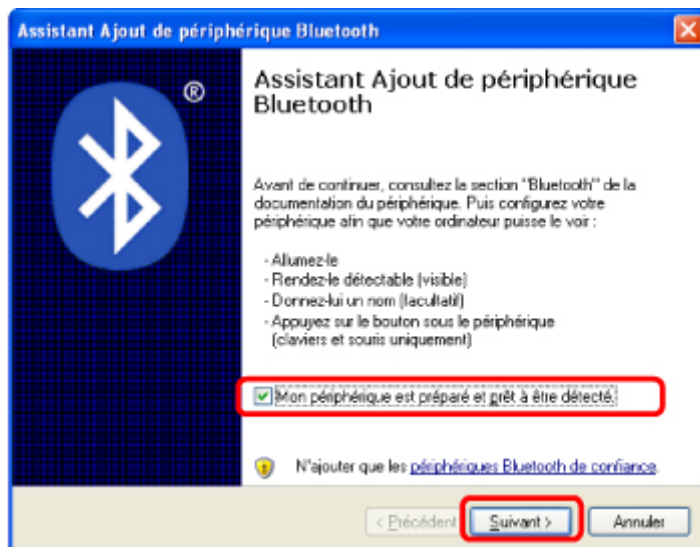 Assistant Ajout de périphérique Bluetooth
®
Assistant Ajout de périphérique
Bluetooth
Avant de continuer, consultez la section "Bluetooth" de la
documentation du périphérique. Puis configurez votre
périphérique afin que votre ordinateur puisse le voir :
- Allumez-le
- Rendez-le détectable (visible)
- Donnez-lui un nom (facultatif)
- Appuyez sur le bouton sous le périphérique
(claviers et souris uniquement)
Mon périphérique est préparé et prêt à être détecté.
N'ajouter que les périphériques Bluetooth de confiance.
< Précédent
Suivant >
Annuler